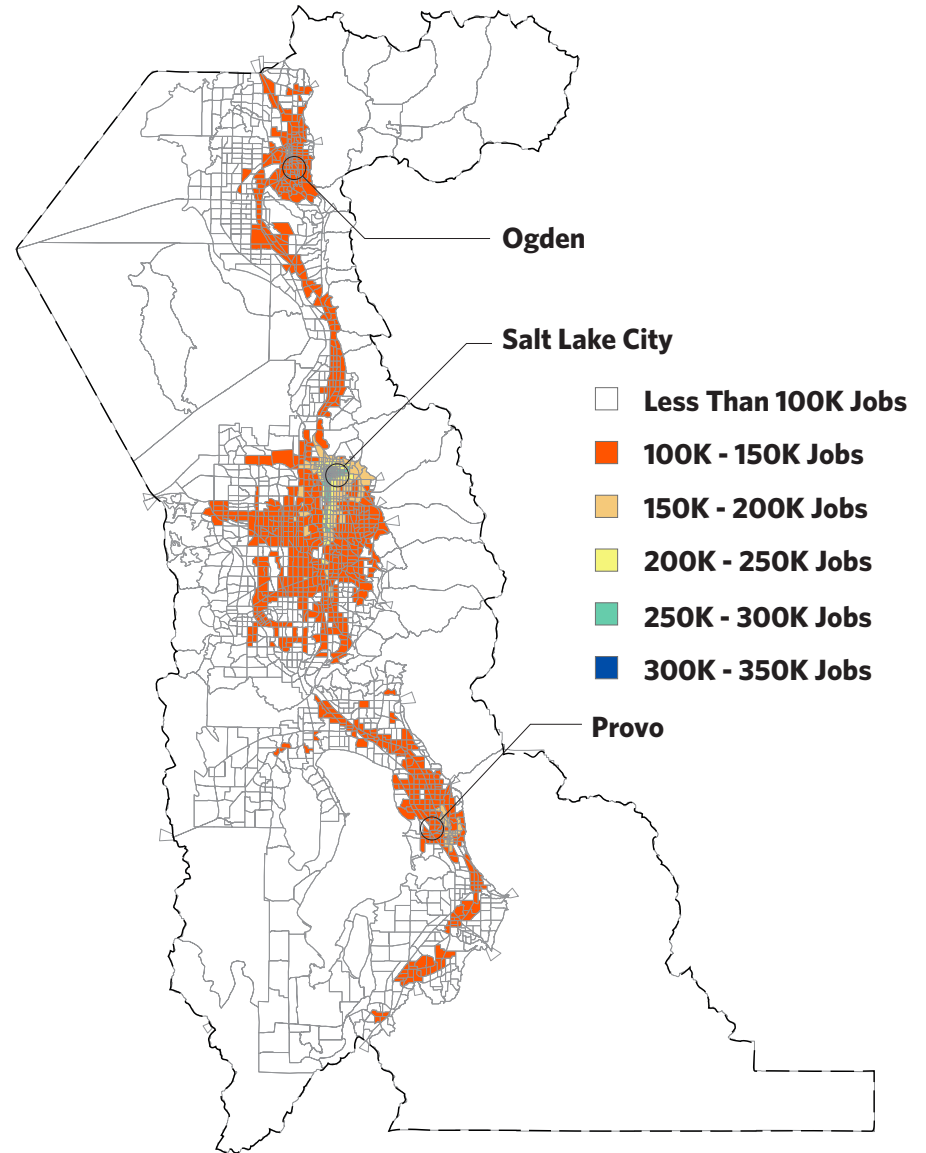 Ogden
Salt Lake City
Less Than 100K Jobs
100K - 150K Jobs
150K - 200K Jobs
200K - 250K Jobs
250K - 300K Jobs
300K - 350K Jobs
Provo